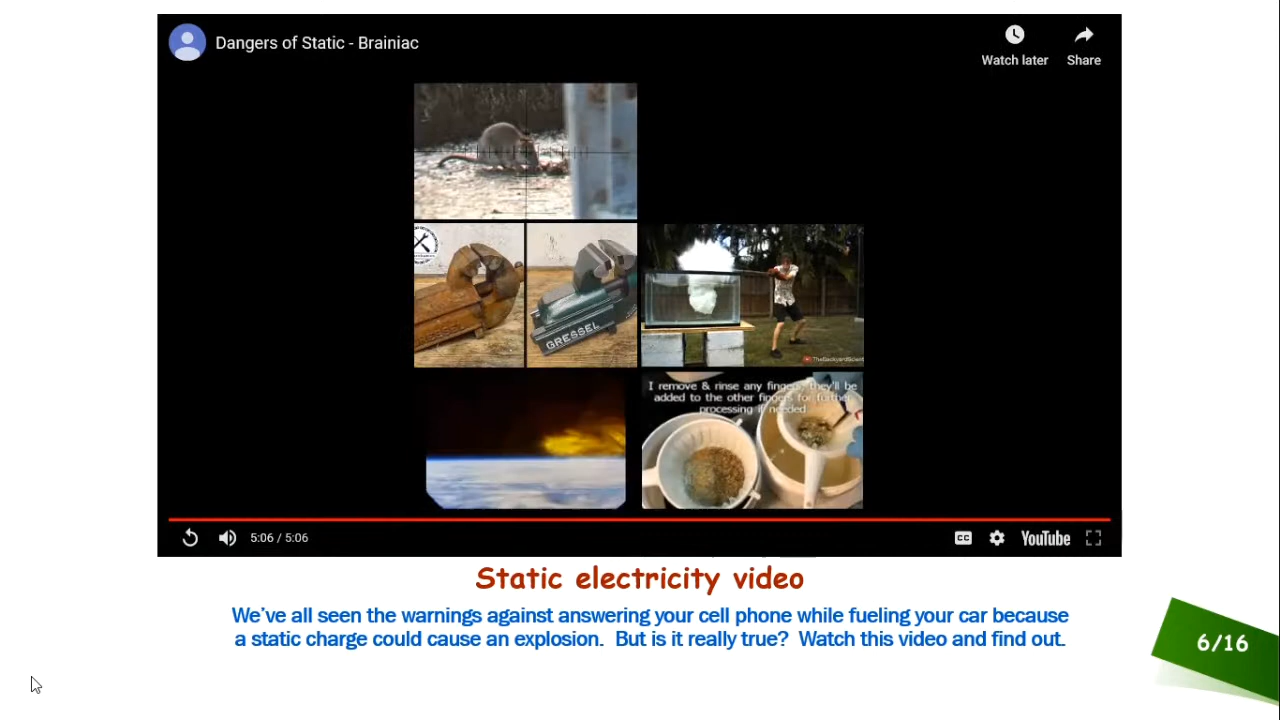 Dangers of Static - Brainiac
Watch later
Share
GRESSEL
TheBackyardScient
I remove & rinse any fingers, they'll be
added to the other fingers for further
processing if needed
5:06 / 5:06
CC
YouTube
Static electricity video
We've all seen the warnings against answering your cell phone while fueling your car because
a static charge could cause an explosion. But is it really true? Watch this video and find out.
6/16